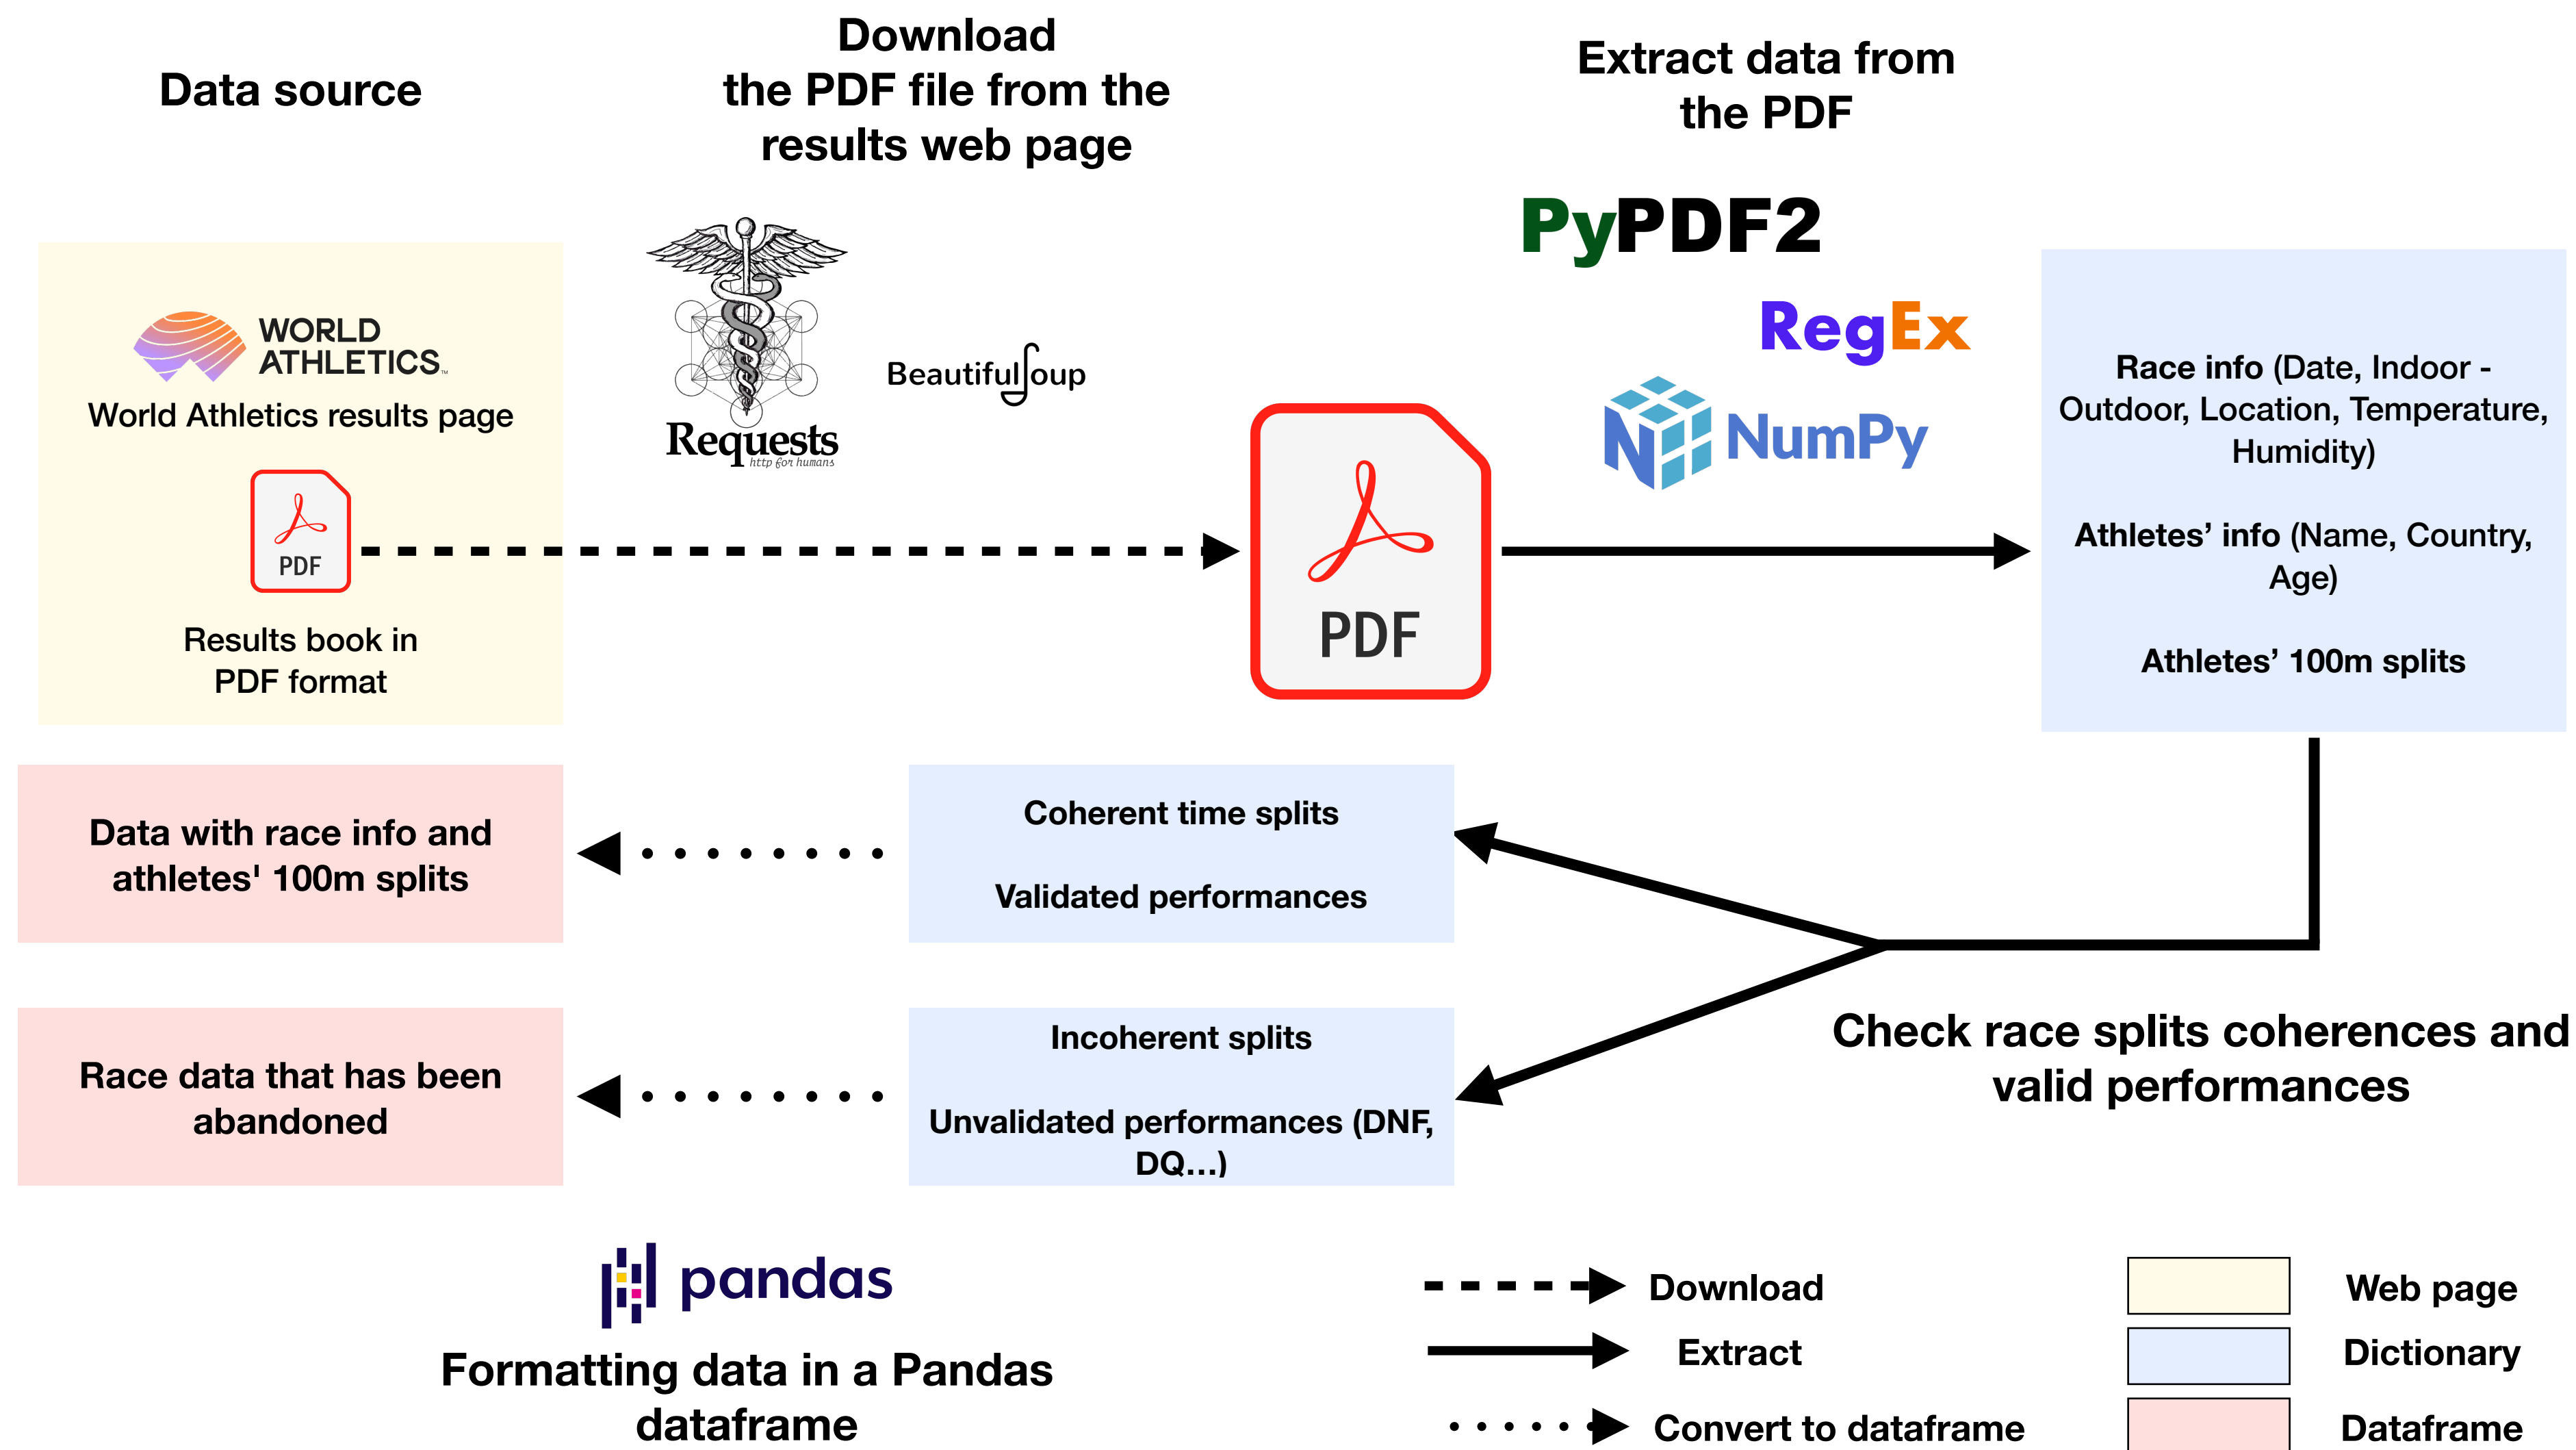 Data source
Download
the PDF file from the
results web page
Extract data from
the PDF
WORLD
ATHLETICS™
World Athletics results page
PDF
Results book in
PDF format
Requests
http for humans
BeautifulSoup
PDF
PyPDF2
RegEx
NumPy
Race info (Date, Indoor -
Outdoor, Location, Temperature,
Humidity)
Athletes’ info (Name, Country,
Age)
Athletes’ 100m splits
Data with race info and
athletes' 100m splits
Coherent time splits
Validated performances
Race data that has been
abandoned
Incoherent splits
Unvalidated performances (DNF,
DQ…)
Check race splits coherences and
valid performances
pandas
Formatting data in a Pandas
dataframe
Download
Extract
Convert to dataframe
Web page
Dictionary
Dataframe